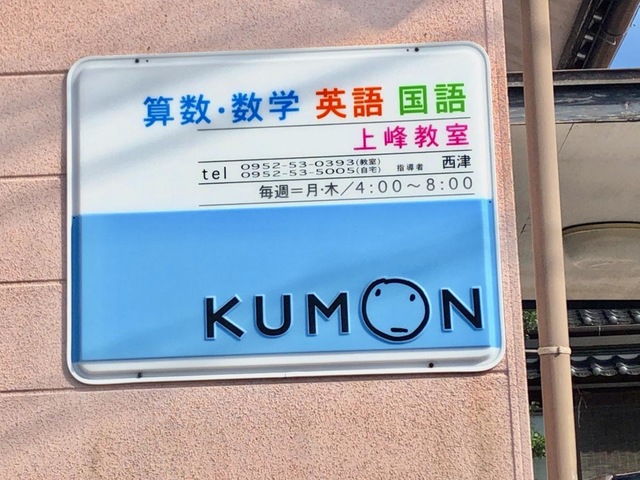 算数・数学 英語 国語
上峰教室
tel 0952-53-0393(教室) 指導者 西津
0952-53-5005(自宅)
毎週=月・木/4:00〜8:00
KUMON